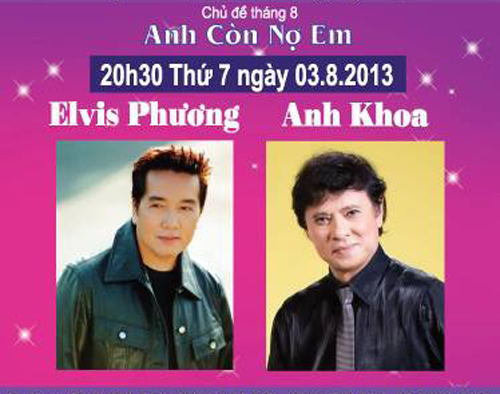 Chủ đề tháng 8
Anh Còn Nợ Em
20h30 Thứ 7 ngày 03.8.2013
Elvis Phương Anh Khoa